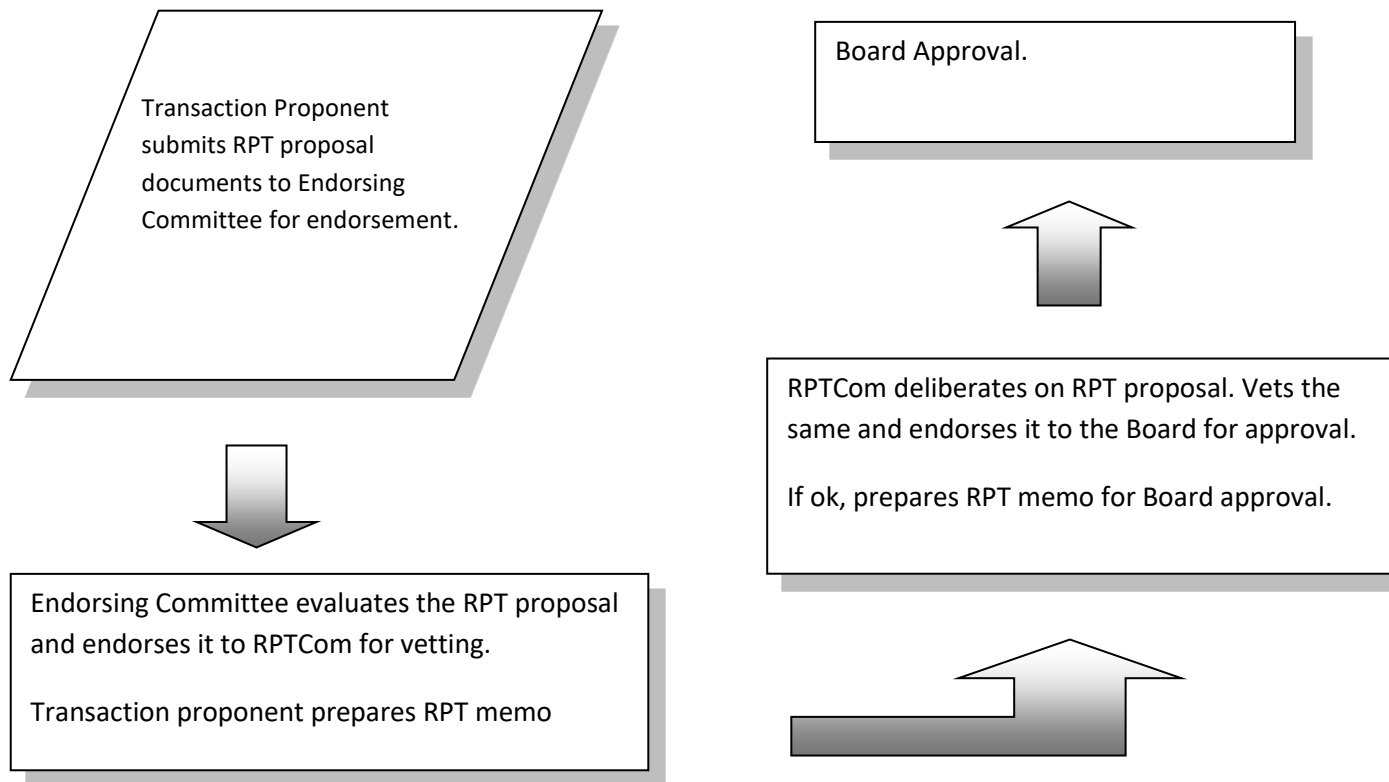 Transaction Proponent
submits RPT proposal
documents to Endorsing
Committee for endorsement.
Endorsing Committee evaluates the RPT proposal
and endorses it to RPTCom for vetting.
Transaction proponent prepares RPT memo
RPTCom deliberates on RPT proposal. Vets the
same and endorses it to the Board for approval.
If ok, prepares RPT memo for Board approval.
Board Approval.